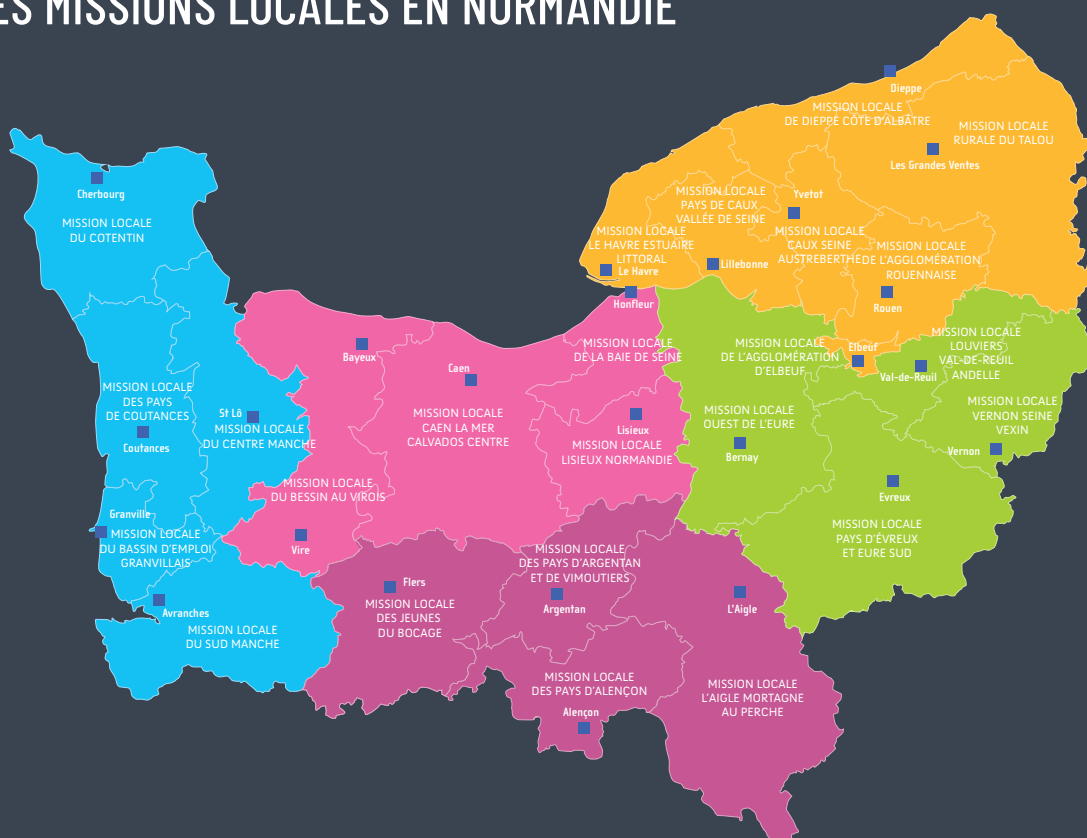 ES MISSIONS LOCALES EN NORMANDIE
Dieppe
MISSION LOCALE
DE DIEPPE CÔTE D'ALBÂTRE
MISSION LOCALE
RURALE DU TALOU
Les Grandes Ventes
Cherbourg
MISSION LOCALE
DU COTENTIN
MISSION LOCALE
PAYS DE CAUX
VALLÉE DE SEINE
Yvetot
MISSION LOCALE
LE HAVRE ESTUAIRE
LITTORAL
Le Havre
MISSION LOCALE
CAUX SEINE
AUSTREBERTHE
MISSION LOCALE
DE L'AGGLOMÉRATION
ROUENNAISE
Lillebonne
Honfleur
Rouen
Bayeux
Caen
MISSION LOCALE
DE LA BAIE DE SEINE
MISSION LOCALE
DE L'AGGLOMÉRATION
D'ELBEUF
Elbeuf
Val-de-Reuil
MISSION LOCALE
LOUVIERS
VAL-DE-REUIL
ANDELLE
MISSION LOCALE
DES PAYS
DE COUTANCES
Coutances
St Lô
MISSION LOCALE
DU CENTRE MANCHE
MISSION LOCALE
CAEN LA MER
CALVADOS CENTRE
Lisieux
MISSION LOCALE
LISIEUX NORMANDIE
MISSION LOCALE
OUEST DE L'EURE
Bernay
MISSION LOCALE
VERNON SEINE
VEXIN
Vernon
MISSION LOCALE
DU BESSIN AU VIROIS
Vire
Evreux
MISSION LOCALE
PAYS D'ÉVREUX
ET EURE SUD
Granville
MISSION LOCALE
DU BASSIN D'EMPLOI
GRANVILLAIS
MISSION LOCALE
DES PAYS D'ARGENTAN
ET DE VIMOUTIERS
Argentan
Flers
MISSION LOCALE
DES JEUNES
DU BOCAGE
L'Aigle
Avranches
MISSION LOCALE
DU SUD MANCHE
MISSION LOCALE
DES PAYS D'ALENÇON
Alençon
MISSION LOCALE
L'AIGLE MORTAGNE
AU PERCHE